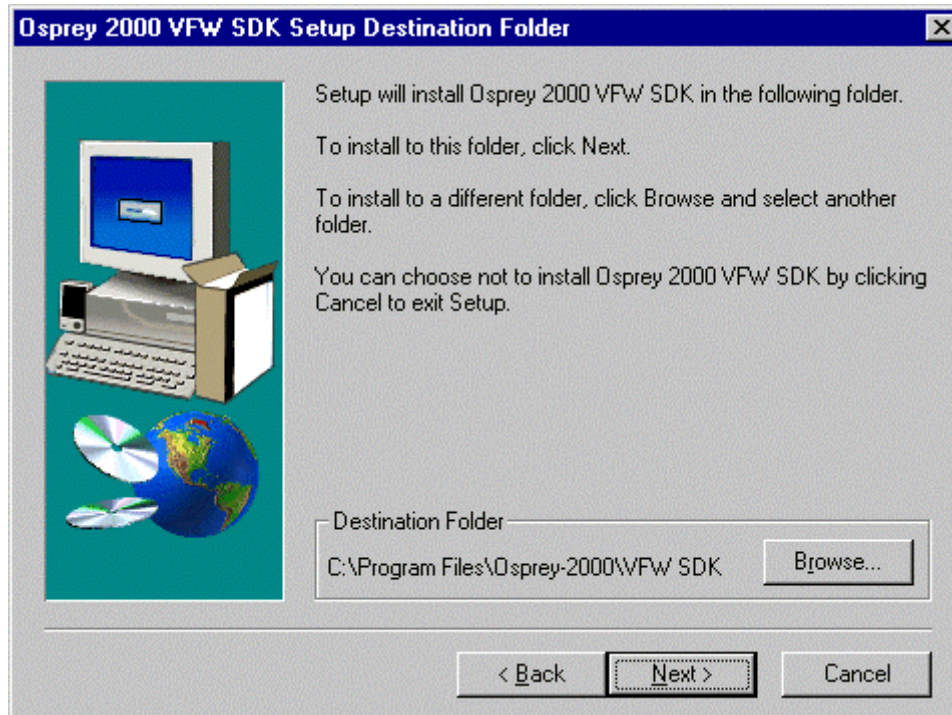 Osprey 2000 VFW SDK Setup Destination Folder
Setup will install Osprey 2000 VFW SDK in the following folder.
To install to this folder, click Next.
To install to a different folder, click Browse and select another
folder.
You can choose not to install Osprey 2000 VFW SDK by clicking
Cancel to exit Setup.
Destination Folder
C:\Program Files\Osprey-2000\VFW SDK
Browse...
< Back
Next >
Cancel